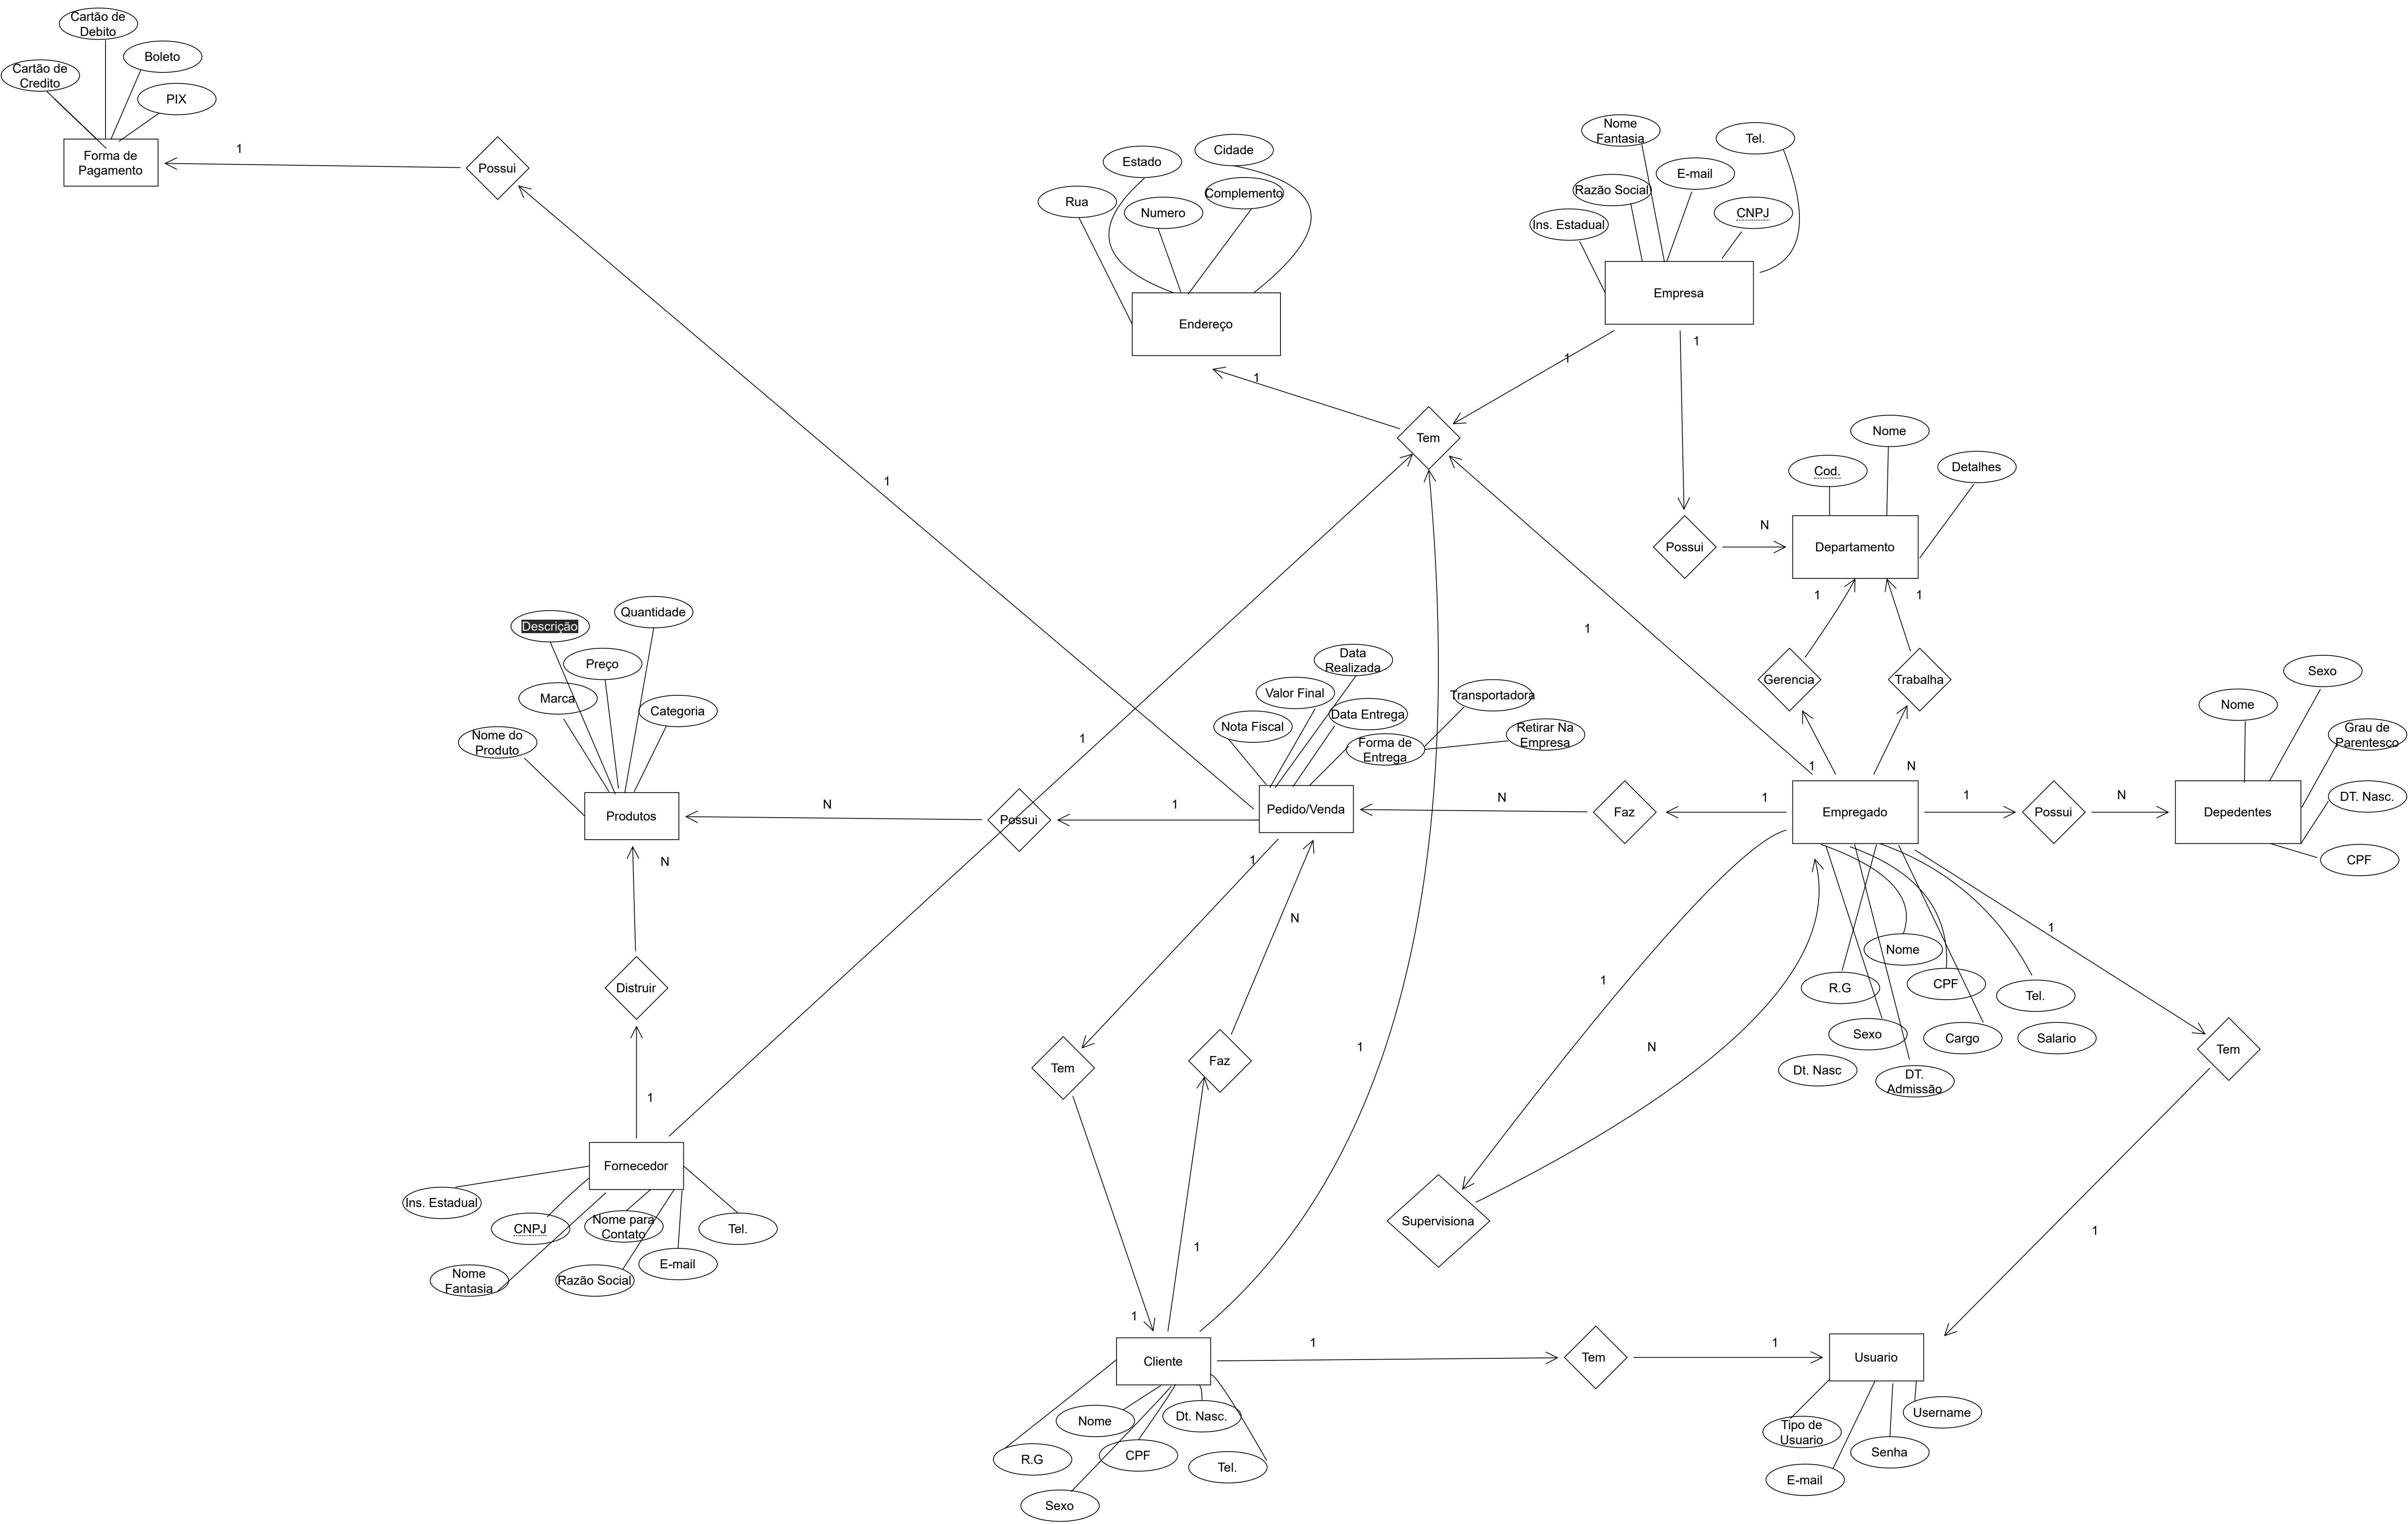 Cartão de
Debito
Boleto
Cartão de
Credito
PIX
Forma de
Pagamento
1
Possui
Nome
Fantasia
Tel.
Cidade
Estado
E-mail
Razão Social
Complemento
Rua
Numero
CNPJ
Ins. Estadual
Empresa
Endereço
1
1
1
Tem
Nome
Cod.
Detalhes
1
N
Possui
Departamento
1
1
1
Quantidade
Descrição
Preço
Marca
Categoria
Nome do
Produto
Data
Realizada
Valor Final
Transportadora
Data Entrega
Nota Fiscal
Retirar Na
Empresa
Forma de
Entrega
Gerencia
Trabalha
Sexo
Nome
Grau de
Parentesco
DT. Nasc.
CPF
1
1
N
Produtos
N
Possui
1
Pedido/Venda
N
Faz
1
Empregado
1
Possui
N
Depedentes
N
1
N
Distruir
1
Fornecedor
Ins. Estadual
CNPJ
Nome para
Contato
Tel.
E-mail
Nome
Fantasia
Razão Social
Tem
Faz
1
1
1
1
N
Supervisiona
Nome
R.G
CPF
Tel.
Sexo
Cargo
Salario
Dt. Nasc
DT.
Admissão
1
Tem
1
Cliente
1
Tem
1
Usuario
Nome
Dt. Nasc.
R.G
CPF
Tel.
Sexo
Tipo de
Usuario
Username
Senha
E-mail